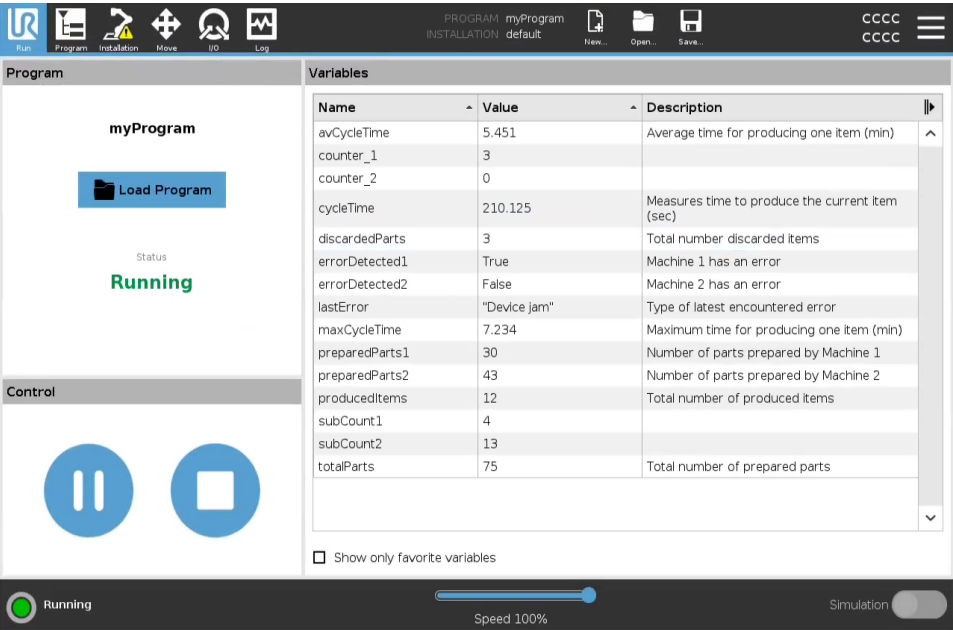 UR
PROGRAM myProgram
INSTALLATION default
CCCC
CCCC
Run Program Installation Move I/O Log New... Open... Save...
Program
myProgram
Load Program
Status
Running
Control
Variables
Name Value Description
avCycleTime 5.451 Average time for producing one item (min)
counter_1 3
counter_2 0
cycleTime 210.125 Measures time to produce the current item
(sec)
discardedParts 3 Total number discarded items
errorDetected1 True Machine 1 has an error
errorDetected2 False Machine 2 has an error
lastError "Device jam" Type of latest encountered error
maxCycleTime 7.234 Maximum time for producing one item (min)
preparedParts1 30 Number of parts prepared by Machine 1
preparedParts2 43 Number of parts prepared by Machine 2
producedItems 12 Total number of produced items
subCount1 4
subCount2 13
totalParts 75 Total number of prepared parts
Show only favorite variables
Running
Speed 100%
Simulation